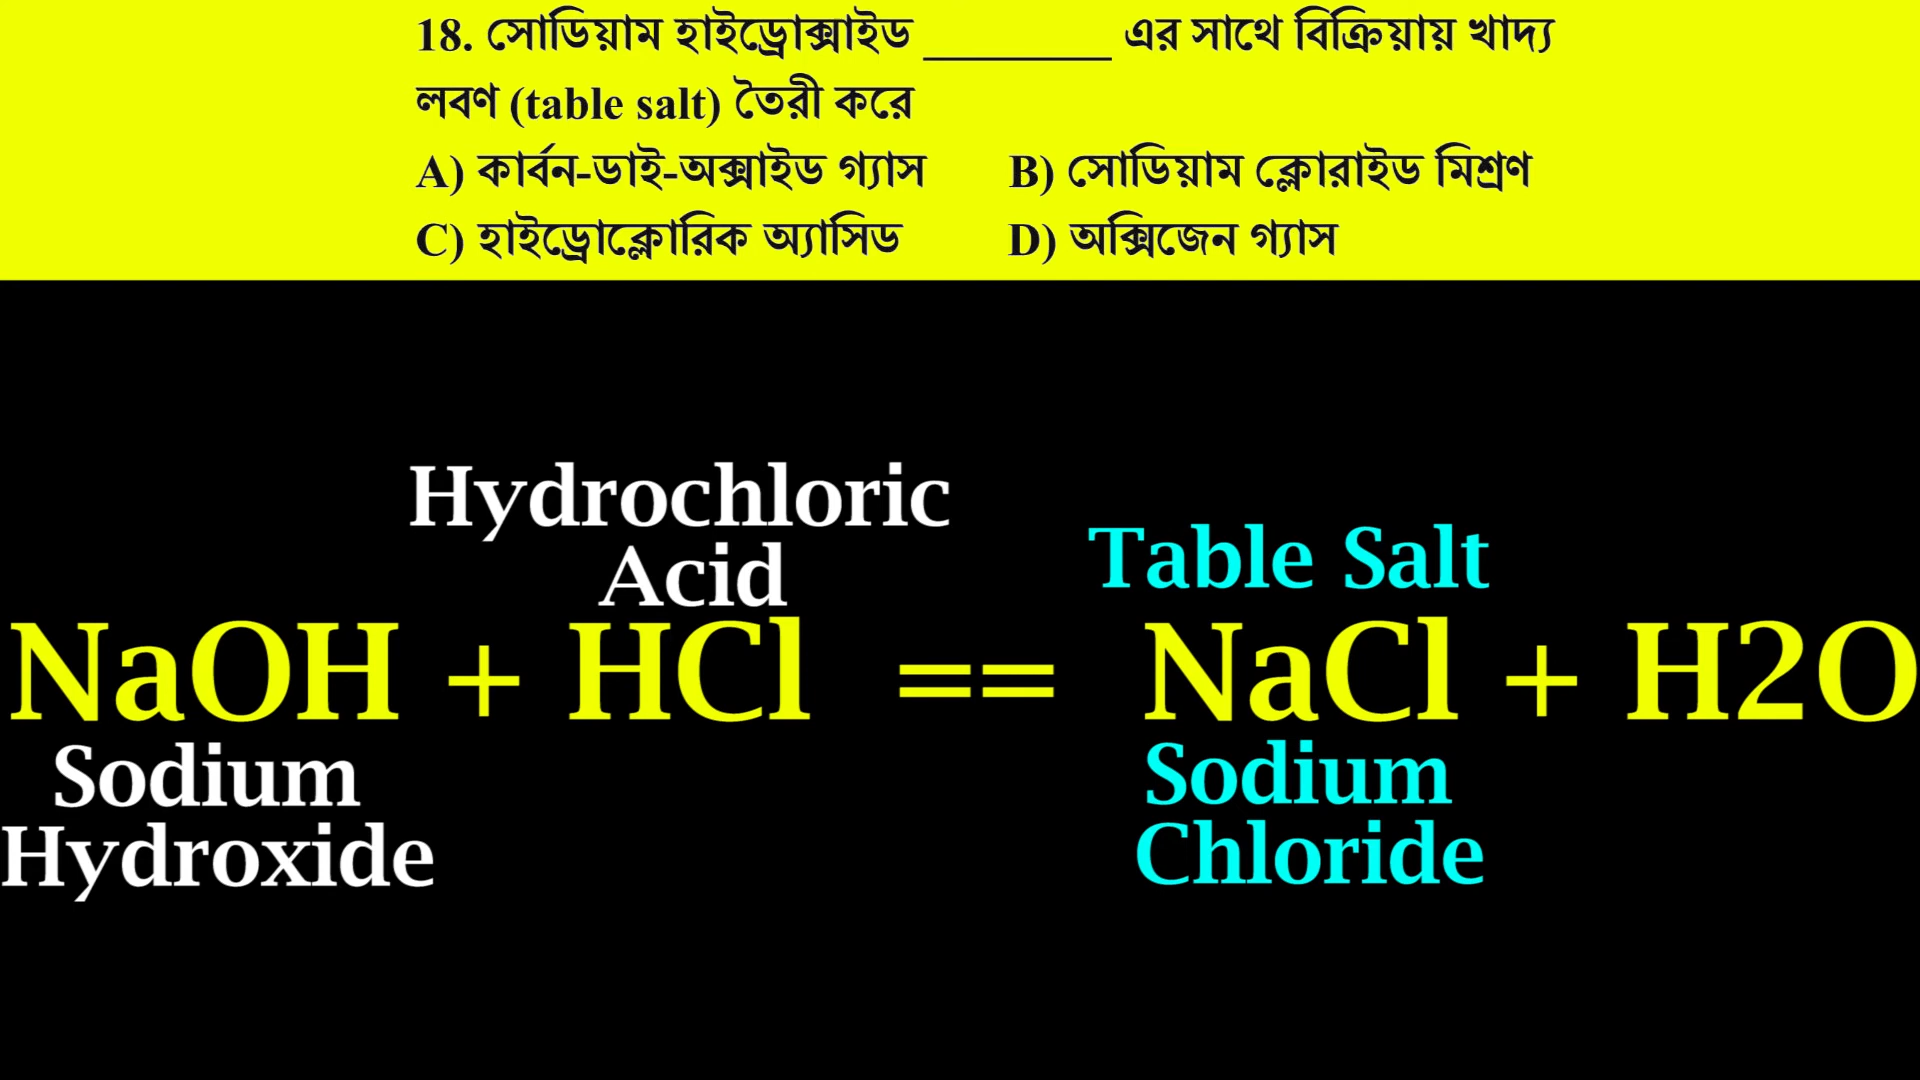 18. সোডিয়াম হাইড্রোক্সাইড ________ এর সাথে বিক্রিয়ায় খাদ্য
লবণ (table salt) তৈরী করে
A) কার্বন-ডাই-অক্সাইড গ্যাস B) সোডিয়াম ক্লোরাইড মিশ্রণ
C) হাইড্রোক্লোরিক অ্যাসিড D) অক্সিজেন গ্যাস
Hydrochloric
Acid
Table Salt
NaOH + HCl == NaCl + H2O
Sodium
Hydroxide
Sodium
Chloride